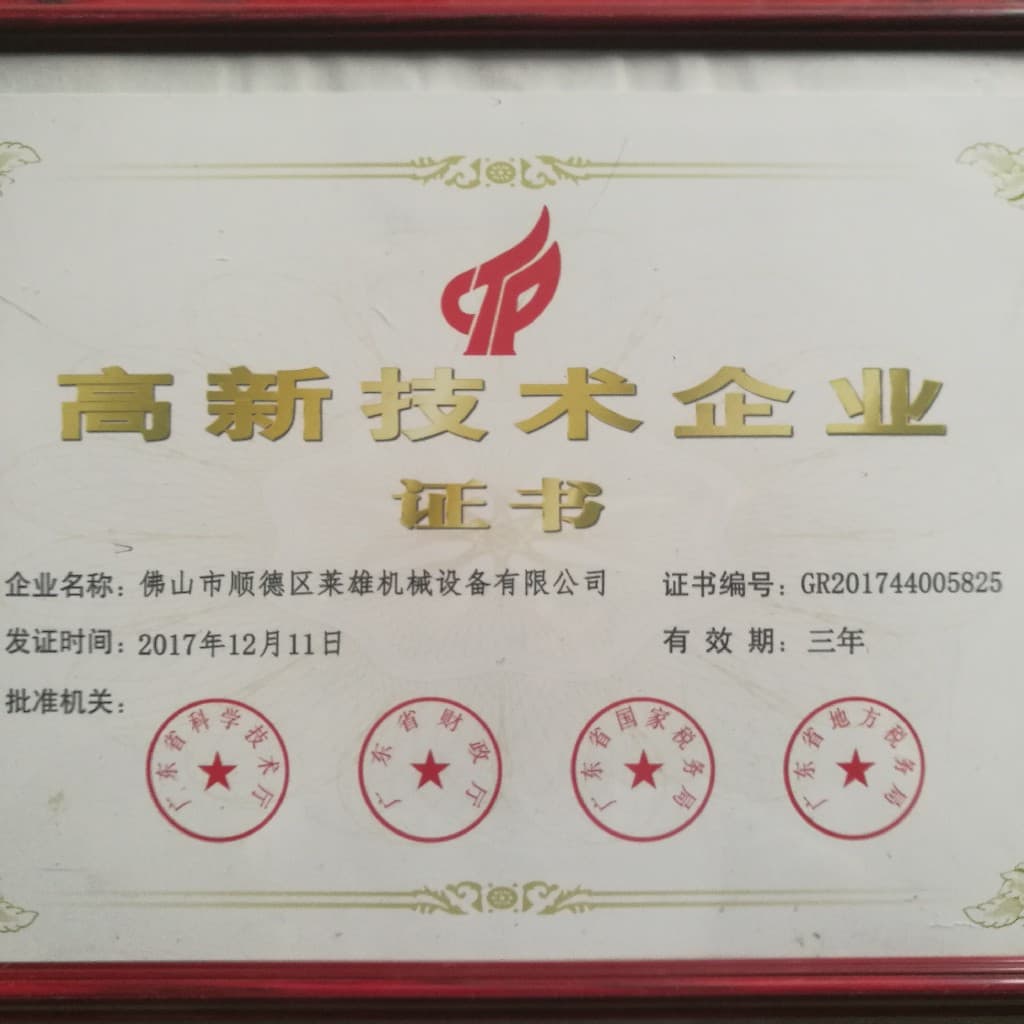 CTP
高新技术企业
证书
企业名称：佛山市顺德区莱雄机械设备有限公司 证书编号：GR201744005825
发证时间：2017年12月11日 有效期：三年
批准机关：
广东省科学技术厅
广东省财政厅
广东省国家税务局
广东省地方税务局